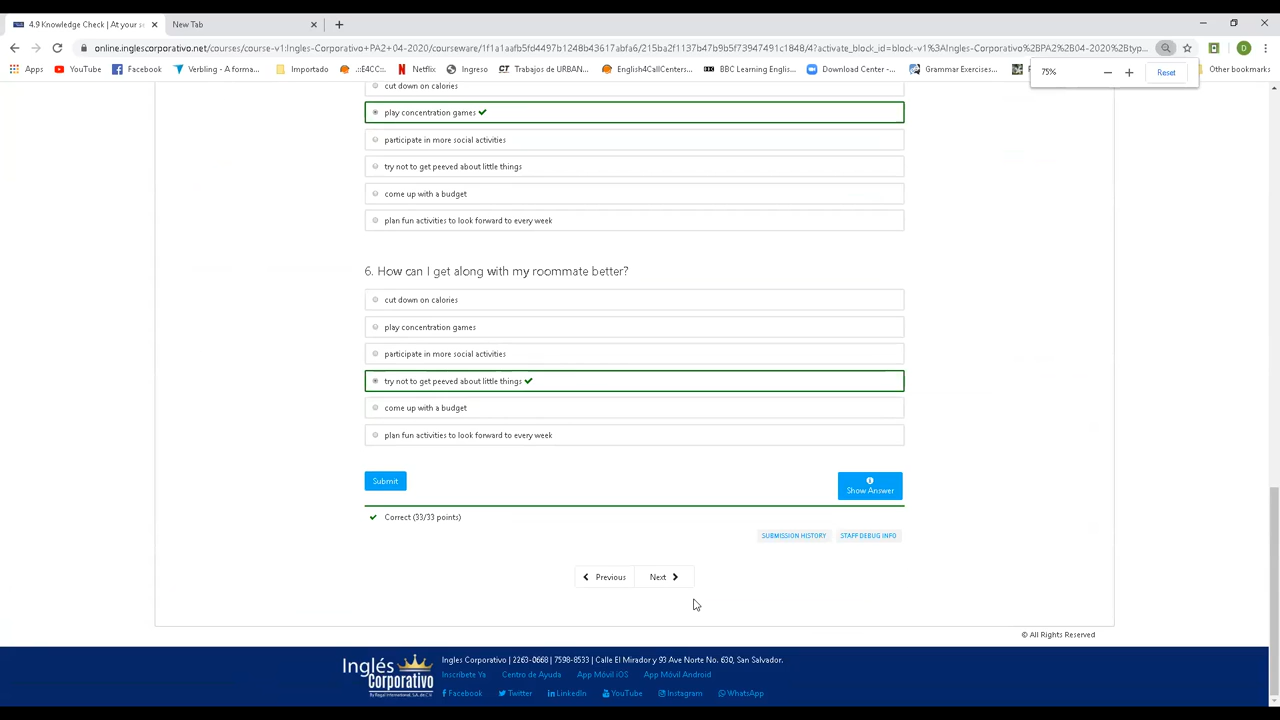 4.9 Knowledge Check | At your s
New Tab
online.inglescorporativo.net/courses/course-v1:Ingles-Corporativo+PA2+04-2020/courseware/1f1a1aafb5fd4497b1248b43617abfa6/215ba2f1137b47b9b5f73947491c1848/4?activate_block_id=block-v1%3AIngles-Corporativo%2BPA2%2B04-2020%2Btyp...
D
Apps
YouTube
Facebook
Verbling - A forma...
Importado
.::E4CC::.
Netflix
Ingreso
Trabajos de URBAN...
English4CallCenters...
BBC Learning English...
Download Center -...
Grammar Exercises...
Other bookmarks
75%
Reset
cut down on calories
play concentration games
participate in more social activities
try not to get peeved about little things
come up with a budget
plan fun activities to look forward to every week
6. How can I get along with my roommate better?
cut down on calories
play concentration games
participate in more social activities
try not to get peeved about little things
come up with a budget
plan fun activities to look forward to every week
Submit
Show Answer
Correct (33/33 points)
SUBMISSION HISTORY
STAFF DEBUG INFO
Previous
Next
© All Rights Reserved
Inglés
Corporativo
Ingles Corporativo | 2263-0668 | 7598-8533 | Calle El Mirador y 93 Ave Norte No. 630, San Salvador.
Inscríbete Ya
Centro de Ayuda
App Móvil iOS
App Móvil Android
Facebook
Twitter
LinkedIn
YouTube
Instagram
WhatsApp